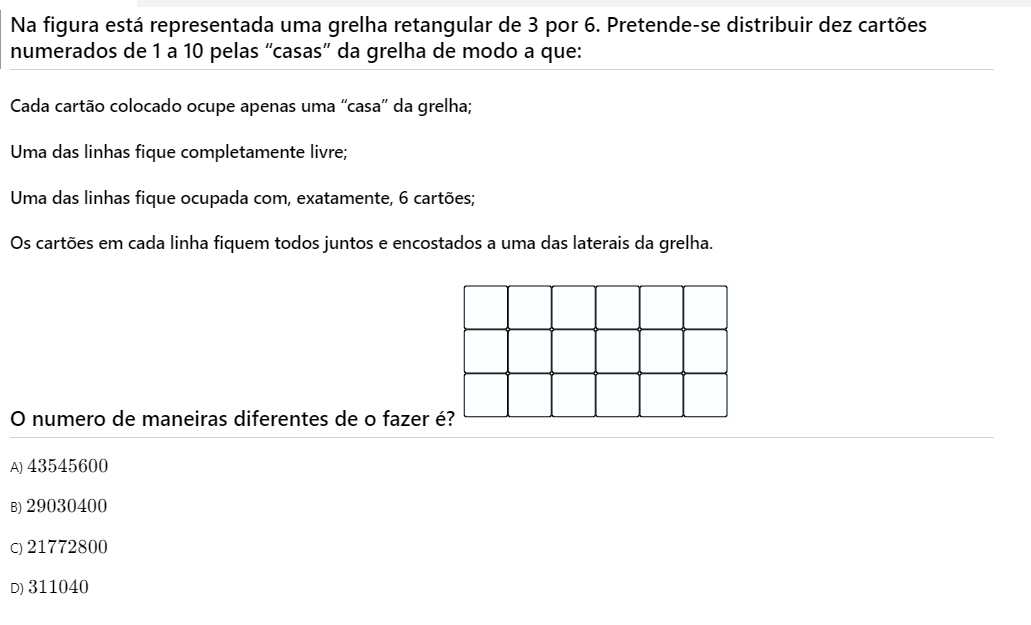 Na figura está representada uma grelha retangular de 3 por 6. Pretende-se distribuir dez cartões
numerados de 1 a 10 pelas “casas” da grelha de modo a que:
Cada cartão colocado ocupe apenas uma “casa” da grelha;
Uma das linhas fique completamente livre;
Uma das linhas fique ocupada com, exatamente, 6 cartões;
Os cartões em cada linha fiquem todos juntos e encostados a uma das laterais da grelha.
O numero de maneiras diferentes de o fazer é?
A) 43545600
B) 29030400
C) 21772800
D) 311040